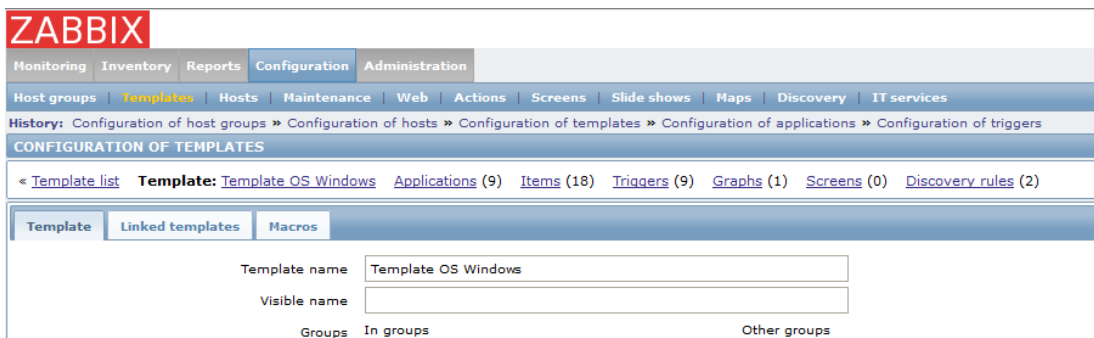 ZABBIX
Monitoring Inventory Reports Configuration Administration
Host groups | Templates | Hosts | Maintenance | Web | Actions | Screens | Slide shows | Maps | Discovery | IT services
History: Configuration of host groups » Configuration of hosts » Configuration of templates » Configuration of applications » Configuration of triggers
CONFIGURATION OF TEMPLATES
« Template list Template: Template OS Windows Applications (9) Items (18) Triggers (9) Graphs (1) Screens (0) Discovery rules (2)
Template Linked templates Macros
Template name Template OS Windows
Visible name
Groups In groups Other groups